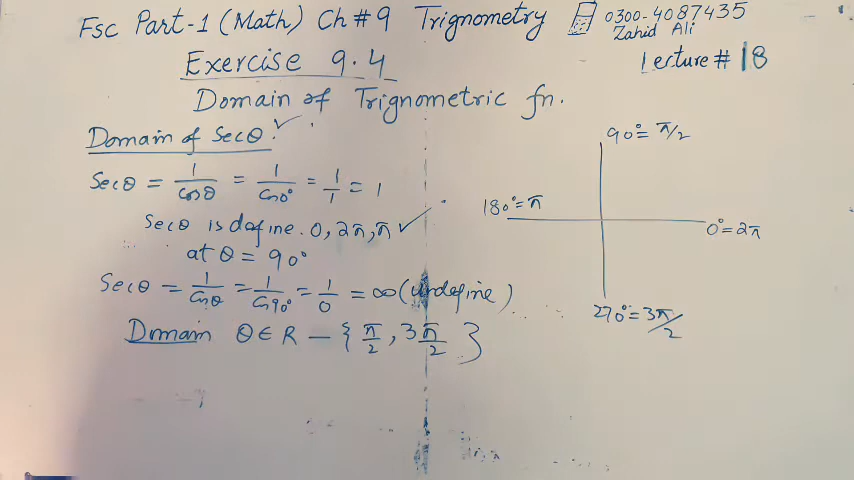 Fsc Part-1 (Math) Ch # 9 Trignometry 0300-4087435
Zahid Ali
Exercise 9.4 Lecture # 18
Domain of Trignometric fn.
Domain of Secθ ✓
90° = π/2
Secθ = 1/Cosθ = 1/Cos0° = 1/1 = 1
180° = π
Secθ is define. 0, 2π, π ✓
0° = 2π
at θ = 90°
Secθ = 1/Cosθ = 1/Cos90° = 1/0 = ∞ (undefine)
270° = 3π/2
Domain θ ∈ R – { π/2 , 3π/2 }